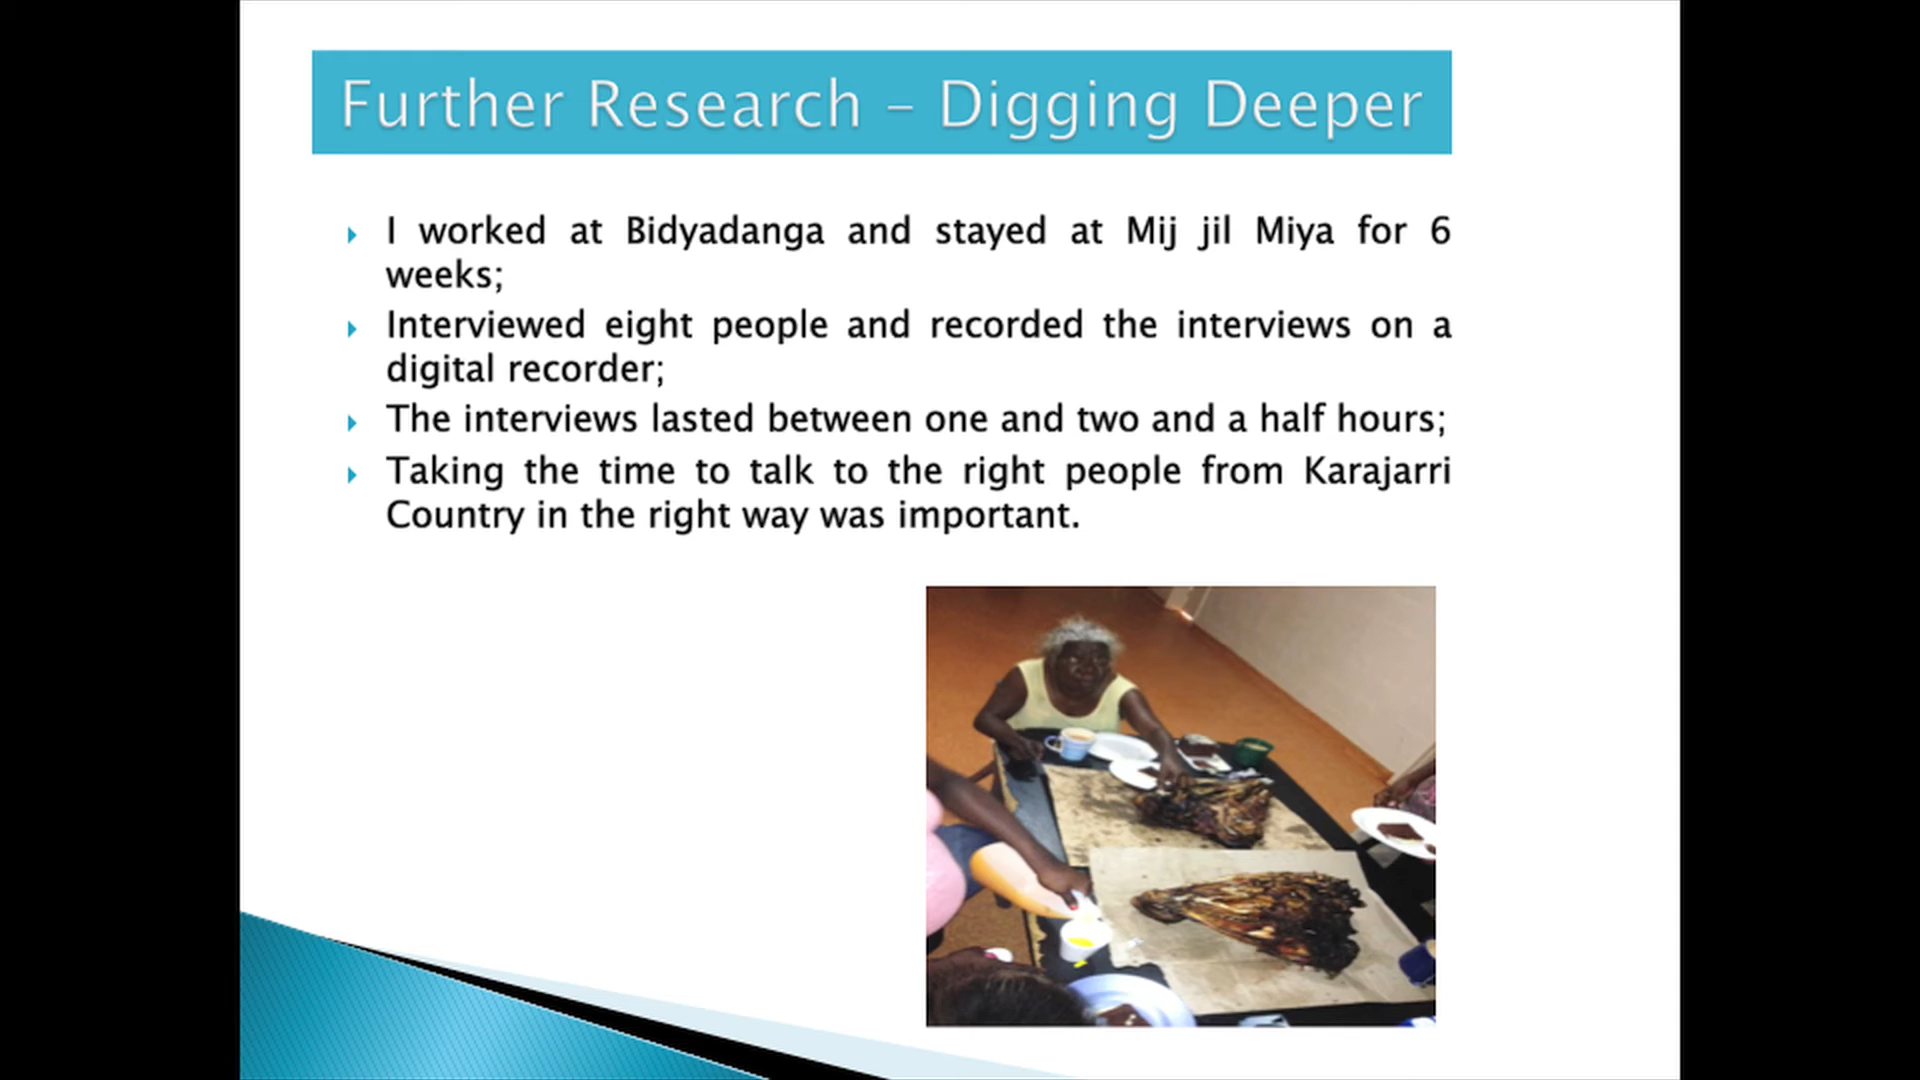 Further Research – Digging Deeper
I worked at Bidyadanga and stayed at Mij jil Miya for 6
weeks;
Interviewed eight people and recorded the interviews on a
digital recorder;
The interviews lasted between one and two and a half hours;
Taking the time to talk to the right people from Karajarri
Country in the right way was important.